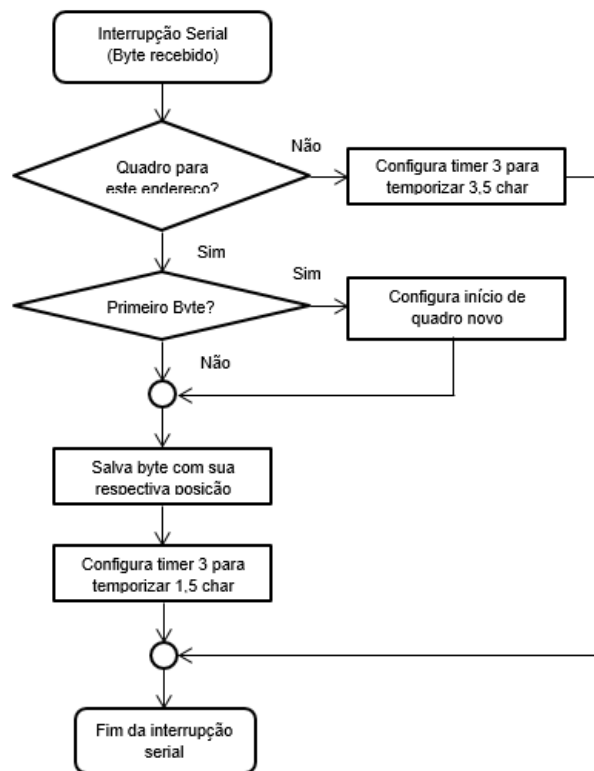 Interrupção Serial
(Byte recebido)
Quadro para
este endereço?
Não
Configura timer 3 para
temporizar 3,5 char
Sim
Primeiro Byte?
Sim
Configura início de
quadro novo
Não
Salva byte com sua
respectiva posição
Configura timer 3 para
temporizar 1,5 char
Fim da interrupção
serial